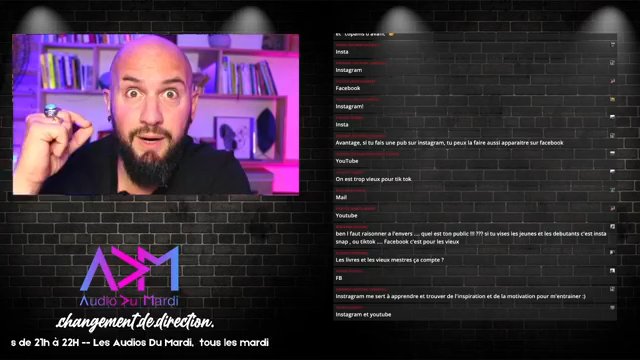 et "copains d'avant"
Insta
Instagram
Facebook
Instagram!
Insta
Avantage, si tu fais une pub sur Instagram, tu peux la faire aussi apparaitre sur facebook
YouTube
On est trop vieux pour tik tok
Mail
Youtube
ben l faut raisonner a l'envers .... quel est ton public !!! ??? si tu vises les jeunes et les debutants c'est insta
snap , ou tiktok .... Facebook c'est pour les vieux
Les livres et les vieux mestres ça compte ?
FB
Instragram me sert à apprendre et trouver de l'inspiration et de la motivation pour m'entrainer :)
Instagram et youtube
ADM
Audio Du Mardi
.changement.de.direction.
s de 21h à 22H -- Les Audios Du Mardi, tous les mardi